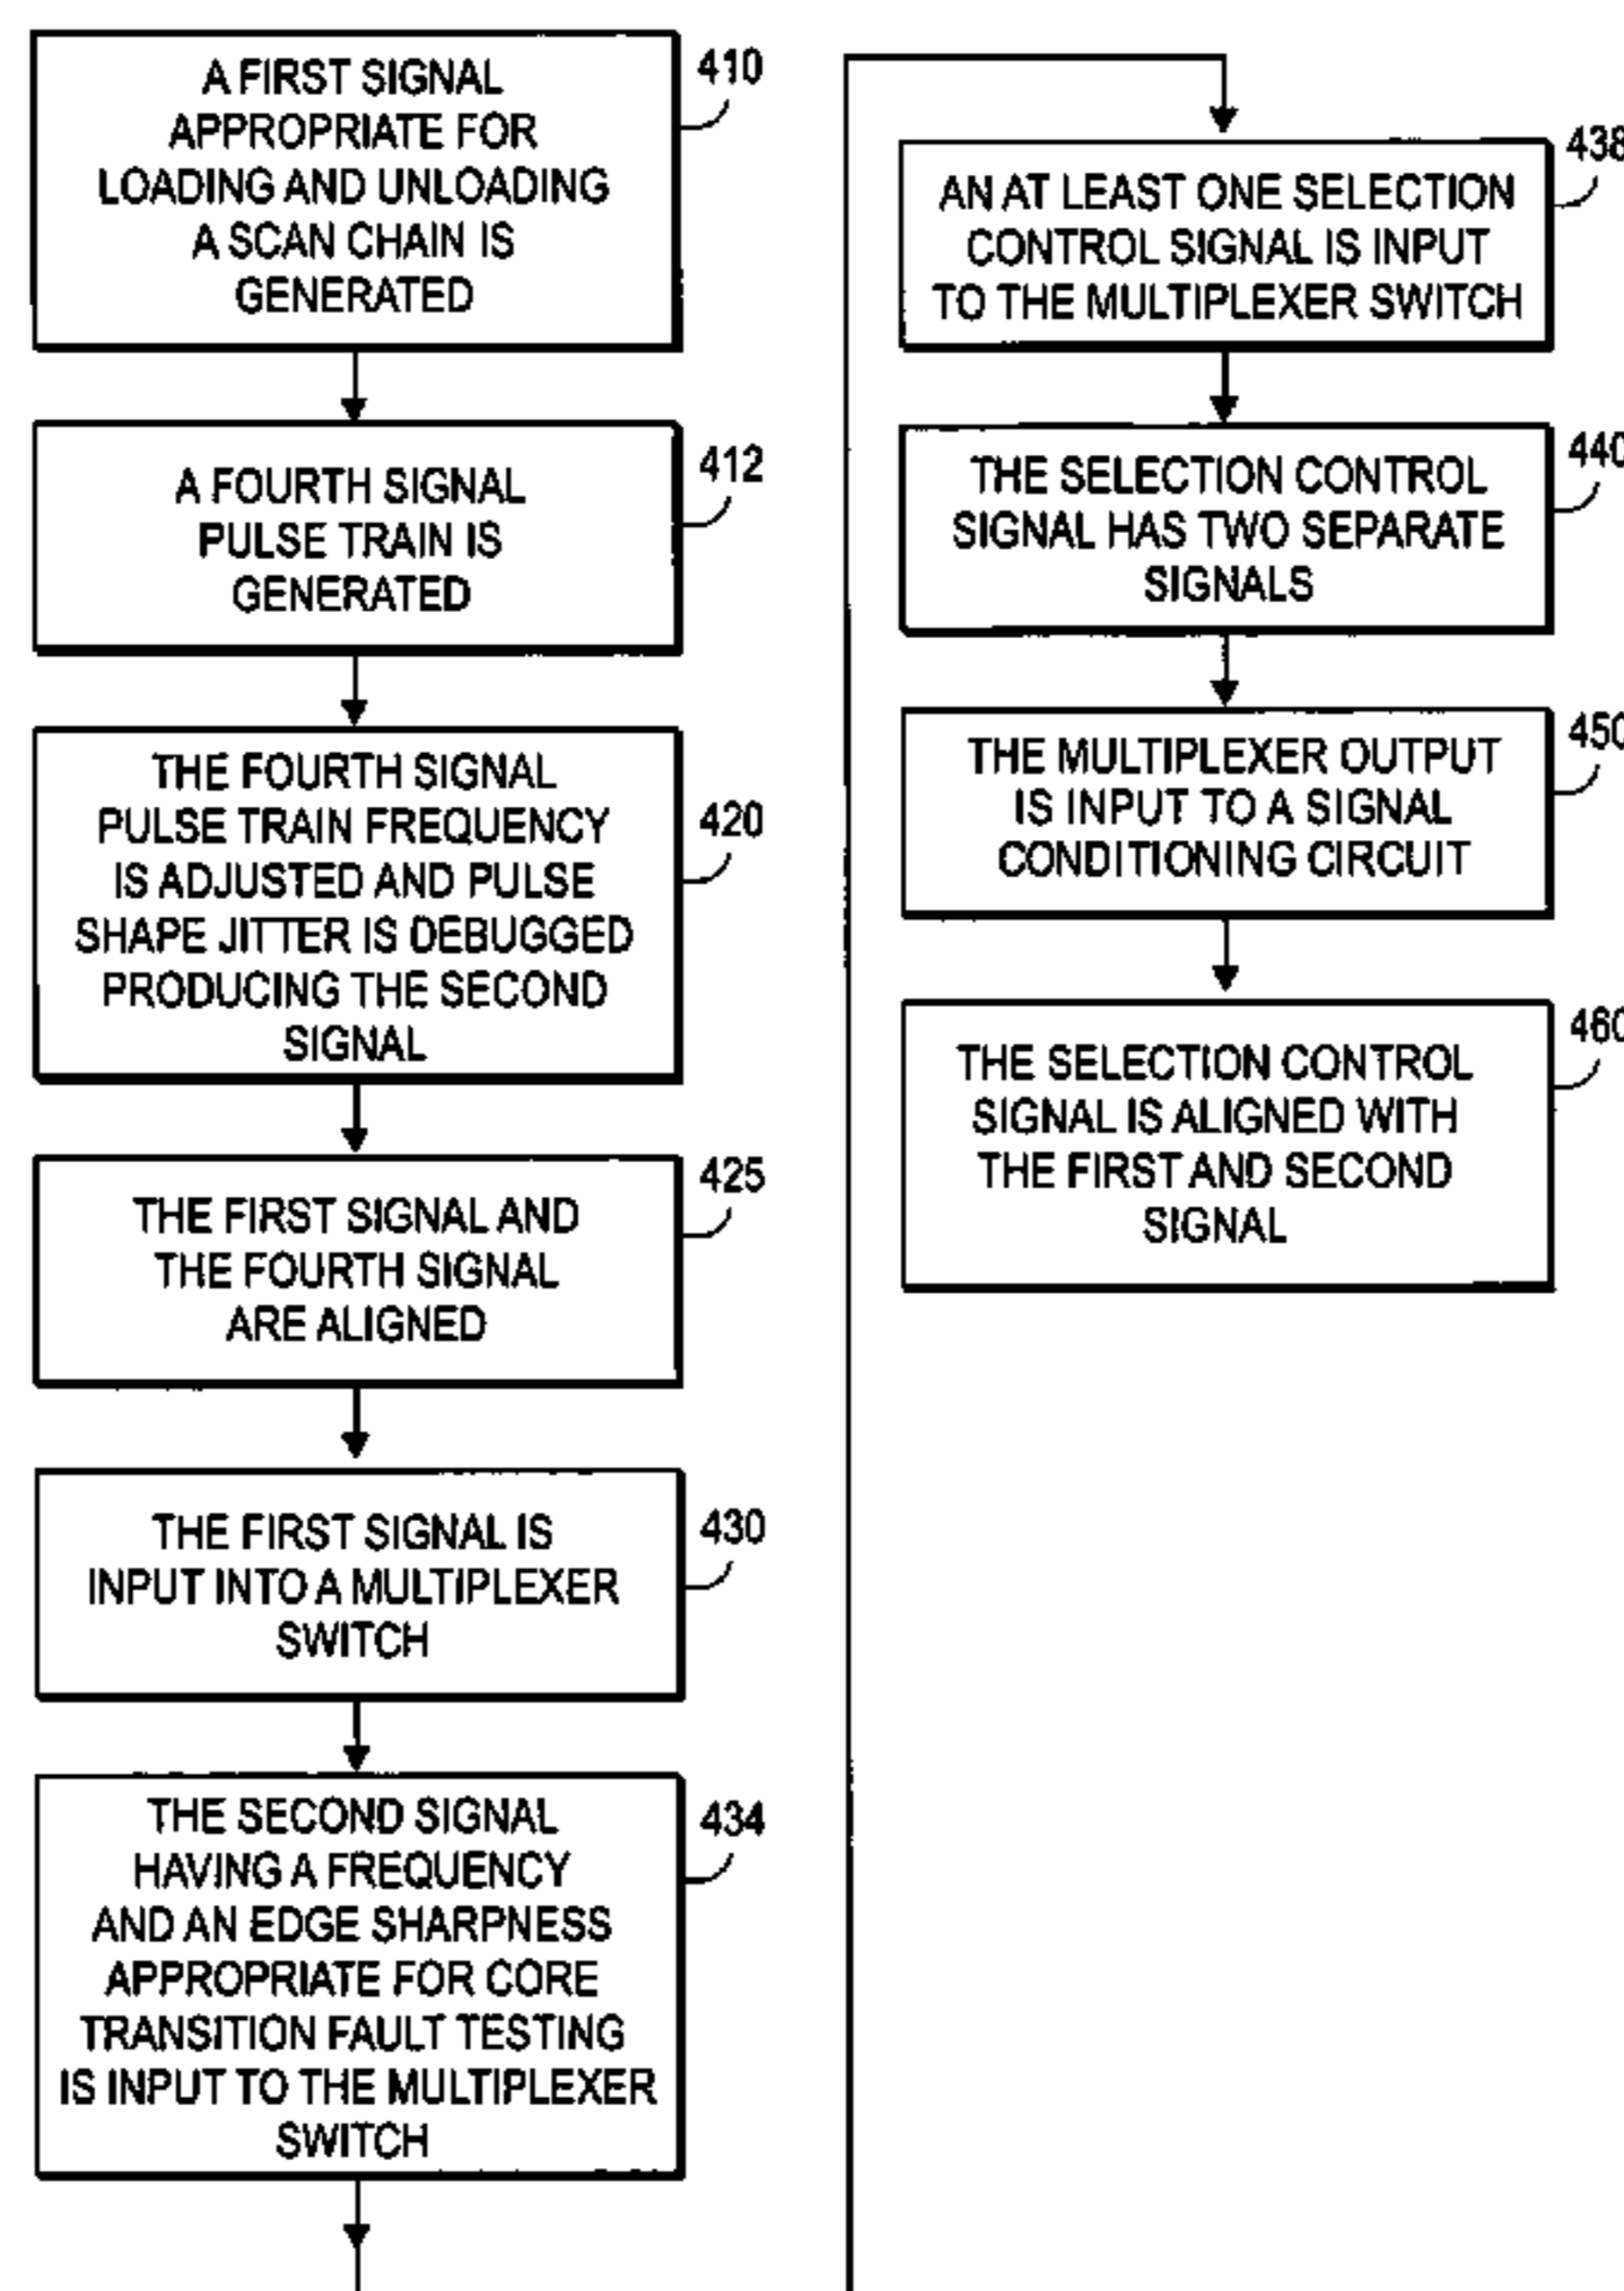 A FIRST SIGNAL
APPROPRIATE FOR
LOADING AND UNLOADING
A SCAN CHAIN IS
GENERATED
410
A FOURTH SIGNAL
PULSE TRAIN IS
GENERATED
412
THE FOURTH SIGNAL
PULSE TRAIN FREQUENCY
IS ADJUSTED AND PULSE
SHAPE JITTER IS DEBUGGED
PRODUCING THE SECOND
SIGNAL
420
THE FIRST SIGNAL AND
THE FOURTH SIGNAL
ARE ALIGNED
425
THE FIRST SIGNAL IS
INPUT INTO A MULTIPLEXER
SWITCH
430
THE SECOND SIGNAL
HAVING A FREQUENCY
AND AN EDGE SHARPNESS
APPROPRIATE FOR CORE
TRANSITION FAULT TESTING
IS INPUT TO THE MULTIPLEXER
SWITCH
434
AN AT LEAST ONE SELECTION
CONTROL SIGNAL IS INPUT
TO THE MULTIPLEXER SWITCH
438
THE SELECTION CONTROL
SIGNAL HAS TWO SEPARATE
SIGNALS
440
THE MULTIPLEXER OUTPUT
IS INPUT TO A SIGNAL
CONDITIONING CIRCUIT
450
THE SELECTION CONTROL
SIGNAL IS ALIGNED WITH
THE FIRST AND SECOND
SIGNAL
460